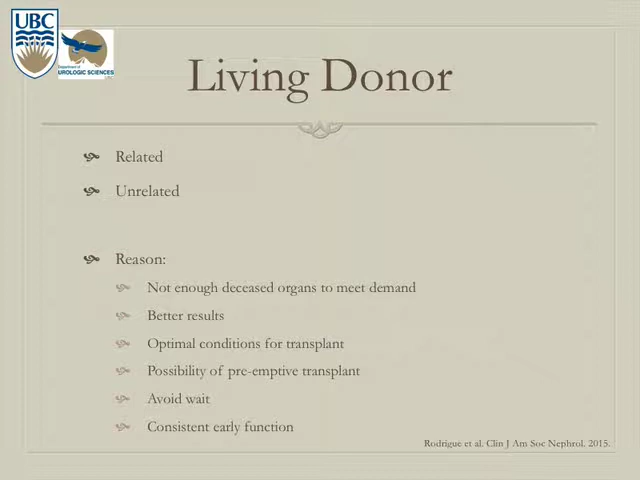 UBC
Department of
UROLOGIC SCIENCES
Living Donor
Related
Unrelated
Reason:
Not enough deceased organs to meet demand
Better results
Optimal conditions for transplant
Possibility of pre-emptive transplant
Avoid wait
Consistent early function
Rodrigue et al. Clin J Am Soc Nephrol. 2015.